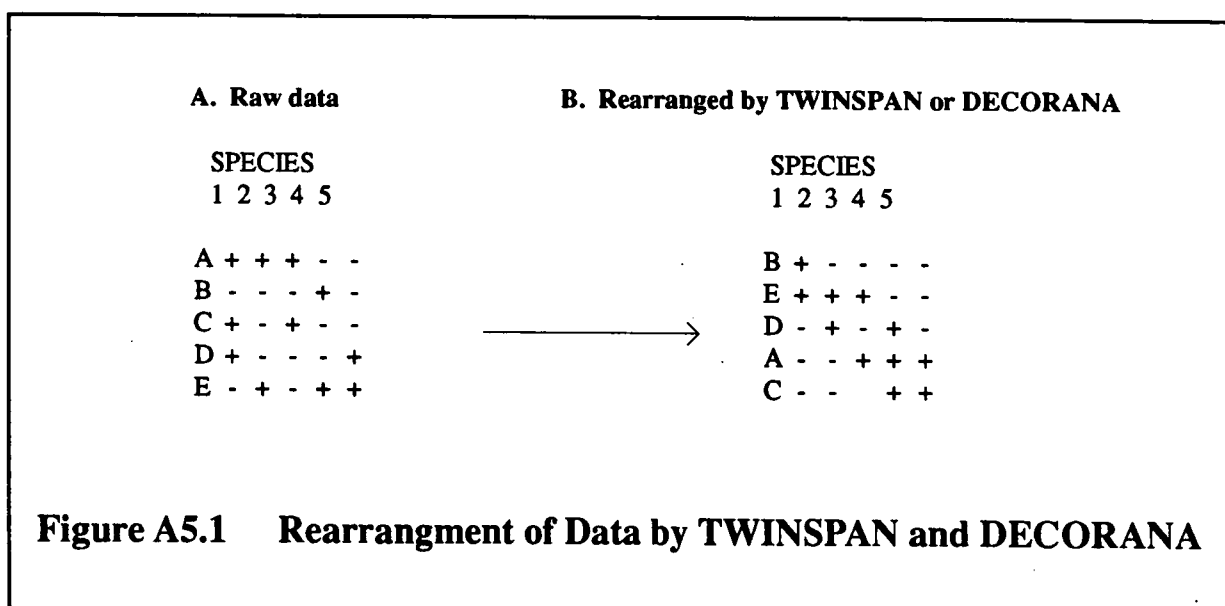 A. Raw data
SPECIES
1 2 3 4 5
A + + + - -
B - - - + -
C + - + - -
D + - - - +
E - + - + +
B. Rearranged by TWINSPAN or DECORANA
SPECIES
1 2 3 4 5
B + - - - -
E + + + - -
D - + - + -
A - - + + +
C - - + +
Figure A5.1 Rearrangment of Data by TWINSPAN and DECORANA